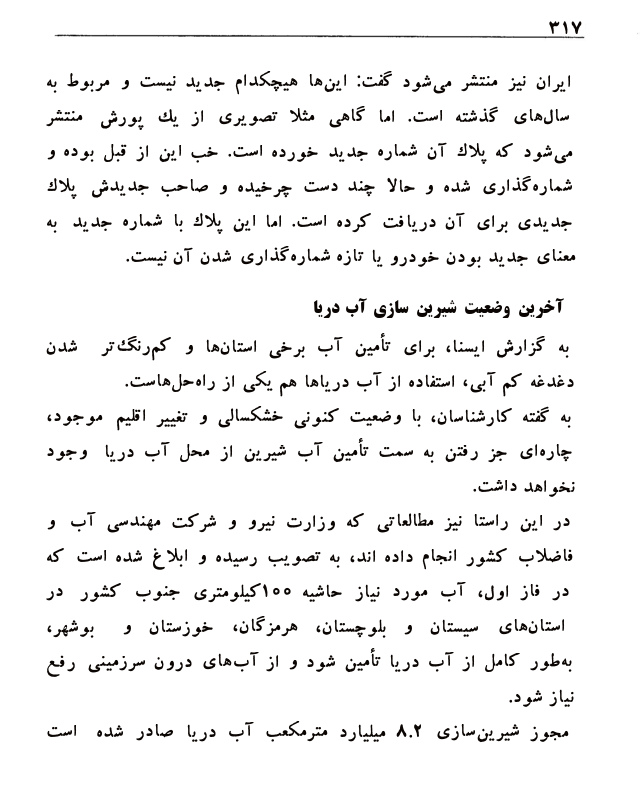 ۳۱۷
ایران نیز منتشر می‌شود گفت: این‌ها هیچکدام جدید نیست و مربوط به
سال‌های گذشته است. اما گاهی مثلا تصویری از یك پورش منتشر
می‌شود که پلاك آن شماره جدید خورده است. خب این از قبل بوده و
شماره‌گذاری شده و حالا چند دست چرخیده و صاحب جدیدش پلاك
جدیدی برای آن دریافت کرده است. اما این پلاك با شماره جدید به
معنای جدید بودن خودرو یا تازه شماره‌گذاری شدن آن نیست.
آخرین وضعیت شیرین سازی آب دریا
به گزارش ایسنا، برای تأمین آب برخی استان‌ها و کم‌رنگ‌تر شدن
دغدغه کم آبی، استفاده از آب دریاها هم یکی از راه‌حل‌هاست.
به گفته کارشناسان، با وضعیت کنونی خشکسالی و تغییر اقلیم موجود،
چاره‌ای جز رفتن به سمت تأمین آب شیرین از محل آب دریا وجود
نخواهد داشت.
در این راستا نیز مطالعاتی که وزارت نیرو و شرکت مهندسی آب و
فاضلاب کشور انجام داده اند، به تصویب رسیده و ابلاغ شده است که
در فاز اول، آب مورد نیاز حاشیه ۱۰۰کیلومتری جنوب کشور در
استان‌های سیستان و بلوچستان، هرمزگان، خوزستان و بوشهر،
به‌طور کامل از آب دریا تأمین شود و از آب‌های درون سرزمینی رفع
نیاز شود.
مجوز شیرین‌سازی ۸.۲ میلیارد مترمکعب آب دریا صادر شده است